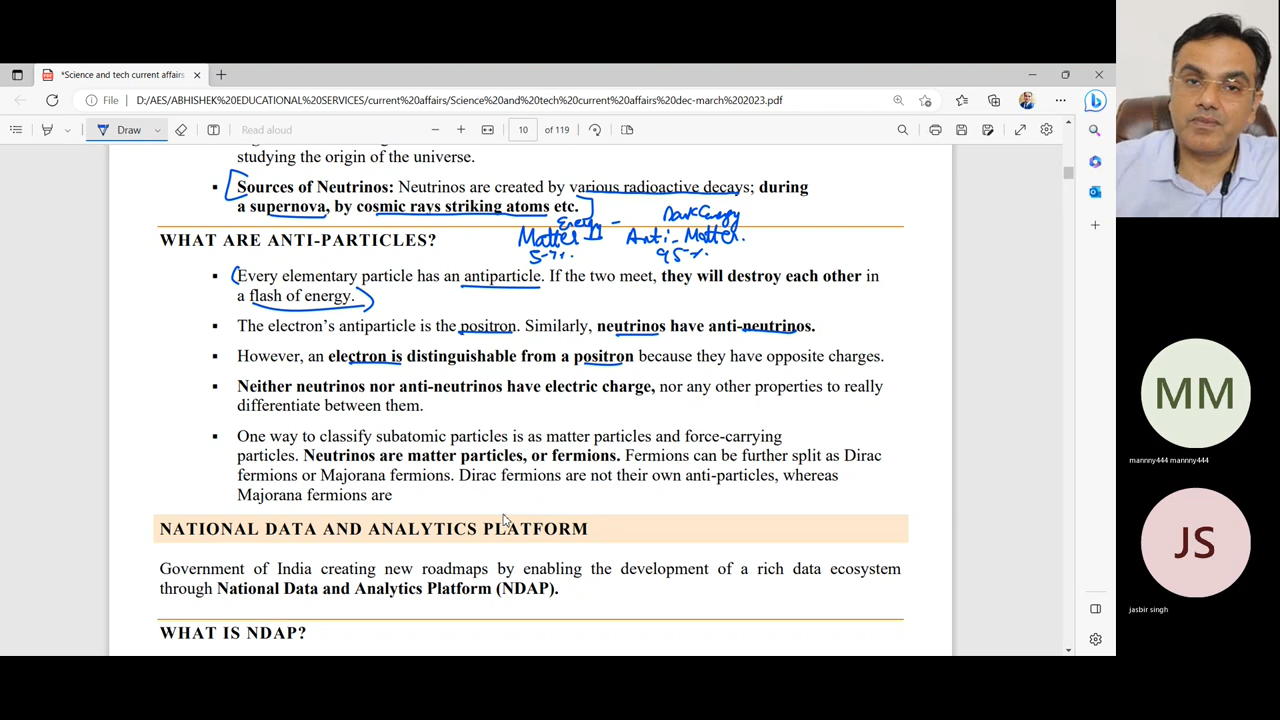 *Science and tech current affairs
File
D:/AES/ABHISHEK%20EDUCATIONAL%20SERVICES/current%20affairs/Science%20and%20tech%20current%20affairs%20dec-march%202023.pdf
Draw
Read aloud
10 of 119
studying the origin of the universe.
▪ Sources of Neutrinos: Neutrinos are created by various radioactive decays; during
a supernova, by cosmic rays striking atoms etc.
Energy - Dark Energy
Matter Anti-Matter.
5-7%. 95%.
WHAT ARE ANTI-PARTICLES?
▪ Every elementary particle has an antiparticle. If the two meet, they will destroy each other in
a flash of energy.
▪ The electron’s antiparticle is the positron. Similarly, neutrinos have anti-neutrinos.
▪ However, an electron is distinguishable from a positron because they have opposite charges.
▪ Neither neutrinos nor anti-neutrinos have electric charge, nor any other properties to really
differentiate between them.
▪ One way to classify subatomic particles is as matter particles and force-carrying
particles. Neutrinos are matter particles, or fermions. Fermions can be further split as Dirac
fermions or Majorana fermions. Dirac fermions are not their own anti-particles, whereas
Majorana fermions are
NATIONAL DATA AND ANALYTICS PLATFORM
Government of India creating new roadmaps by enabling the development of a rich data ecosystem
through National Data and Analytics Platform (NDAP).
WHAT IS NDAP?
MM
mannny444 mannny444
JS
jasbir singh